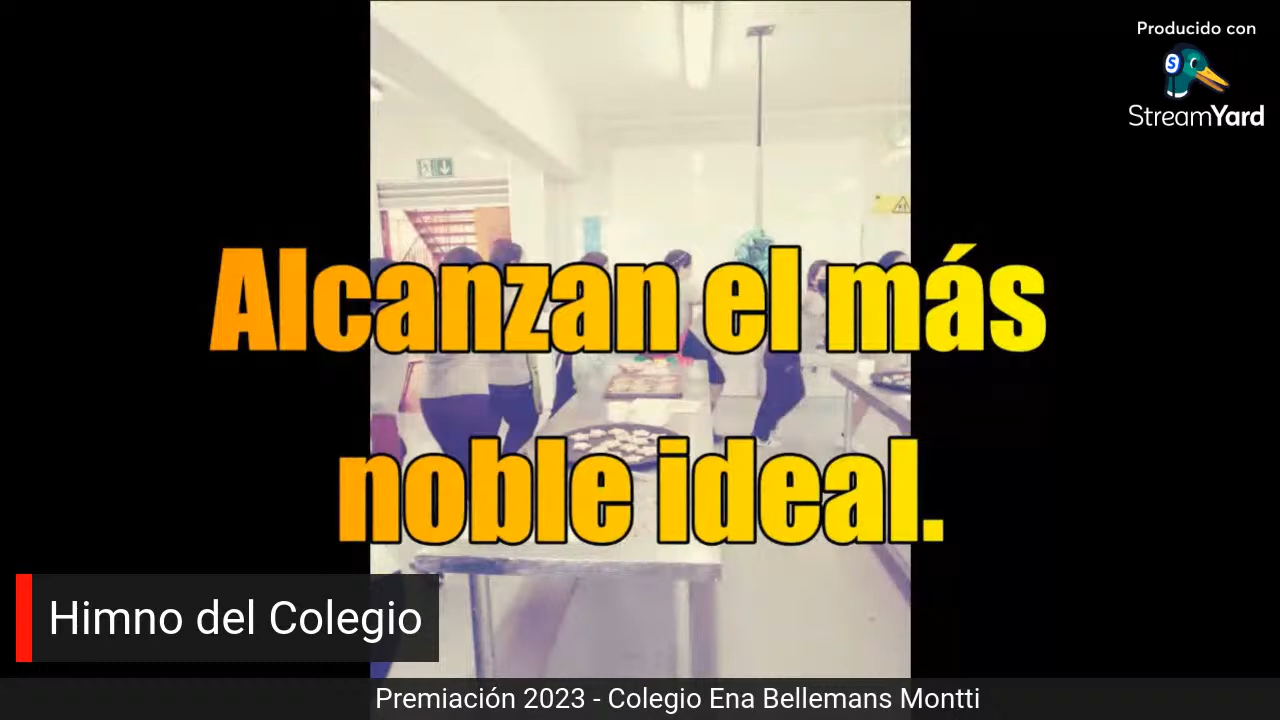 Producido con
S
StreamYard
Alcanzan el más
noble ideal.
Himno del Colegio
Premiación 2023 - Colegio Ena Bellemans Montti